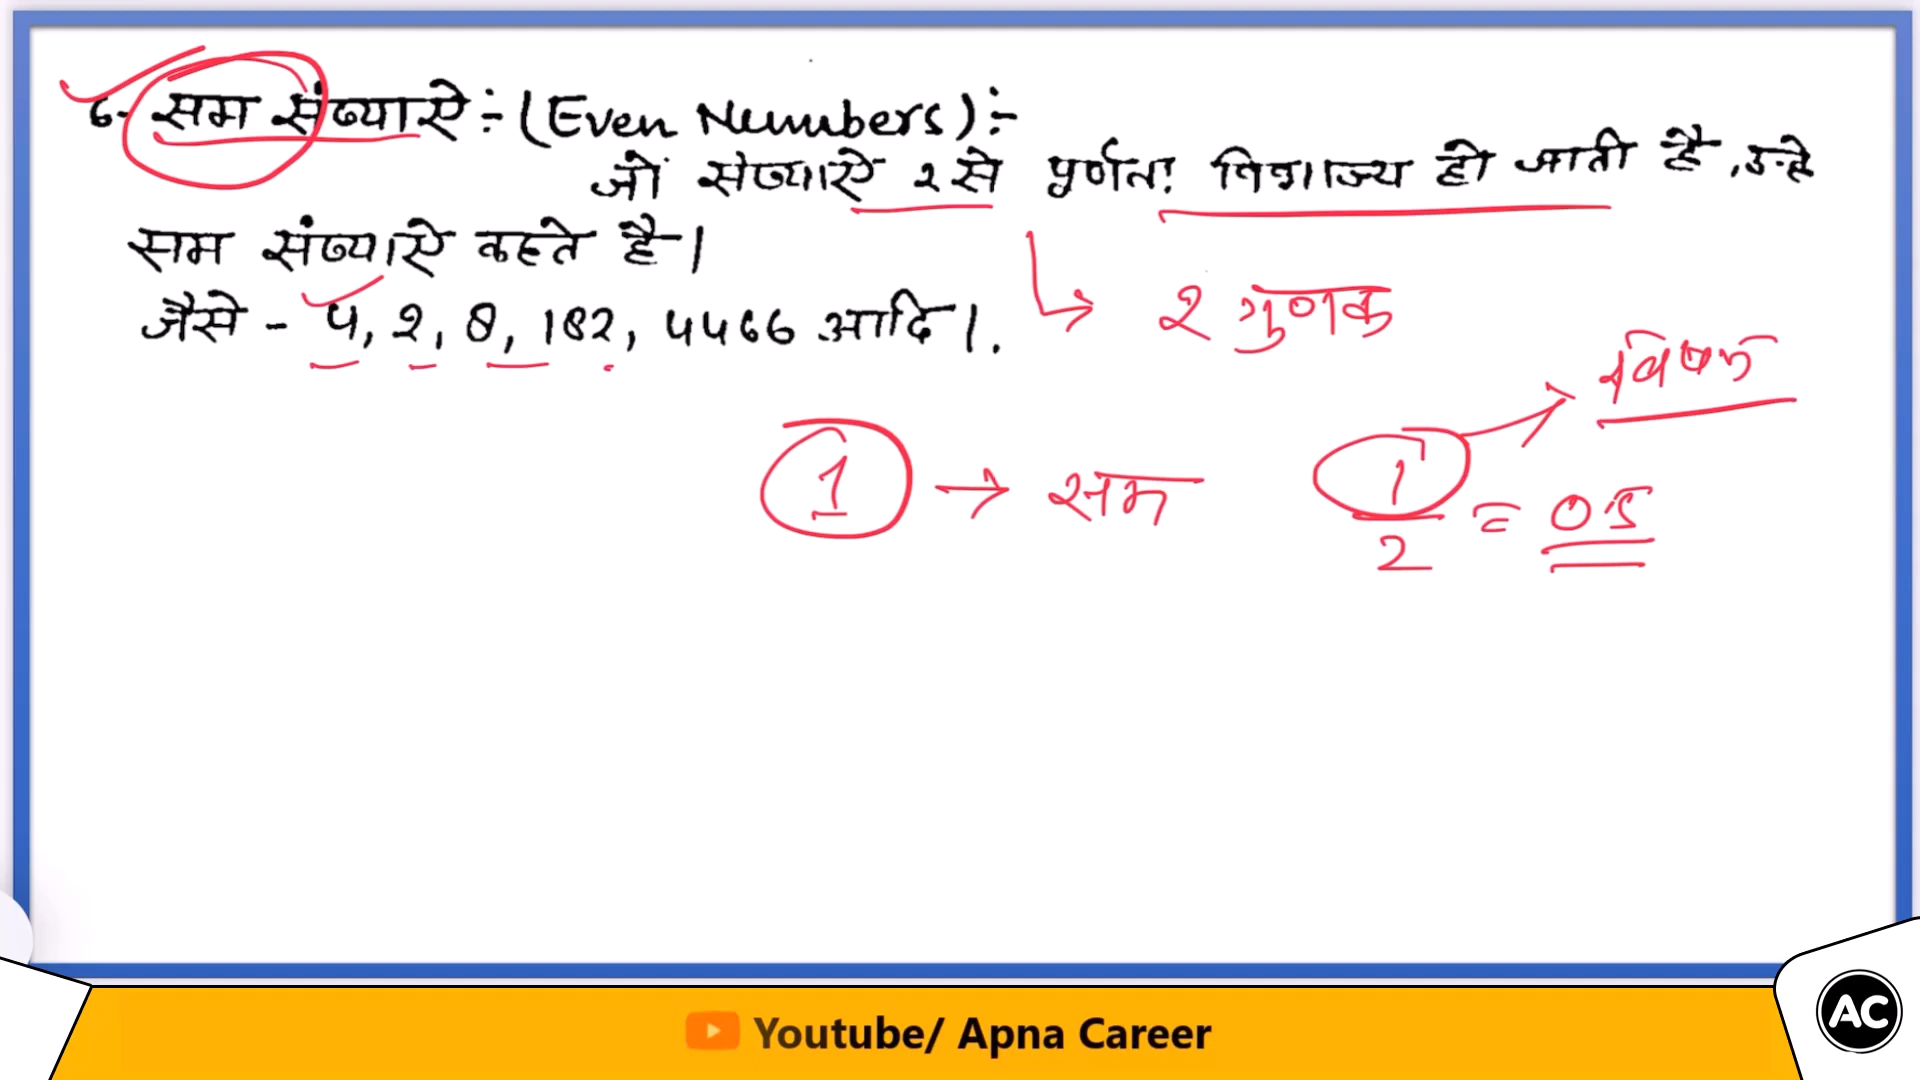 6- सम संख्याऐ :- (Even Numbers) :-
जो संख्याऐ 2 से पुर्णतः विभाज्य हो जाती है , उन्हे
सम संख्याऐ कहते है।
जैसे - 4, 2, 8, 182, 4466 आदि।.
2 गुणक
विषम
1 → सम
1/2 = 0.5
Youtube/ Apna Career
AC